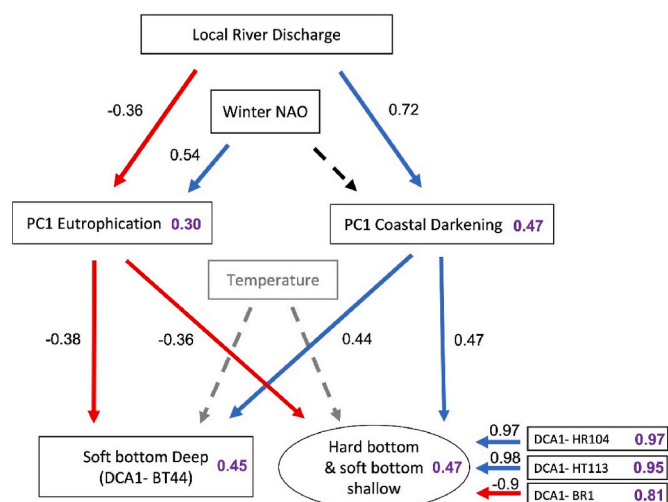 Local River Discharge
-0.36
Winter NAO
0.72
0.54
PC1 Eutrophication 0.30
PC1 Coastal Darkening 0.47
Temperature
-0.38
-0.36
0.44
0.47
Soft bottom Deep
(DCA1- BT44)
0.45
Hard bottom
& soft bottom
shallow
0.47
0.97
DCA1- HR104 0.97
0.98
DCA1- HT113 0.95
-0.9
DCA1- BR1 0.81